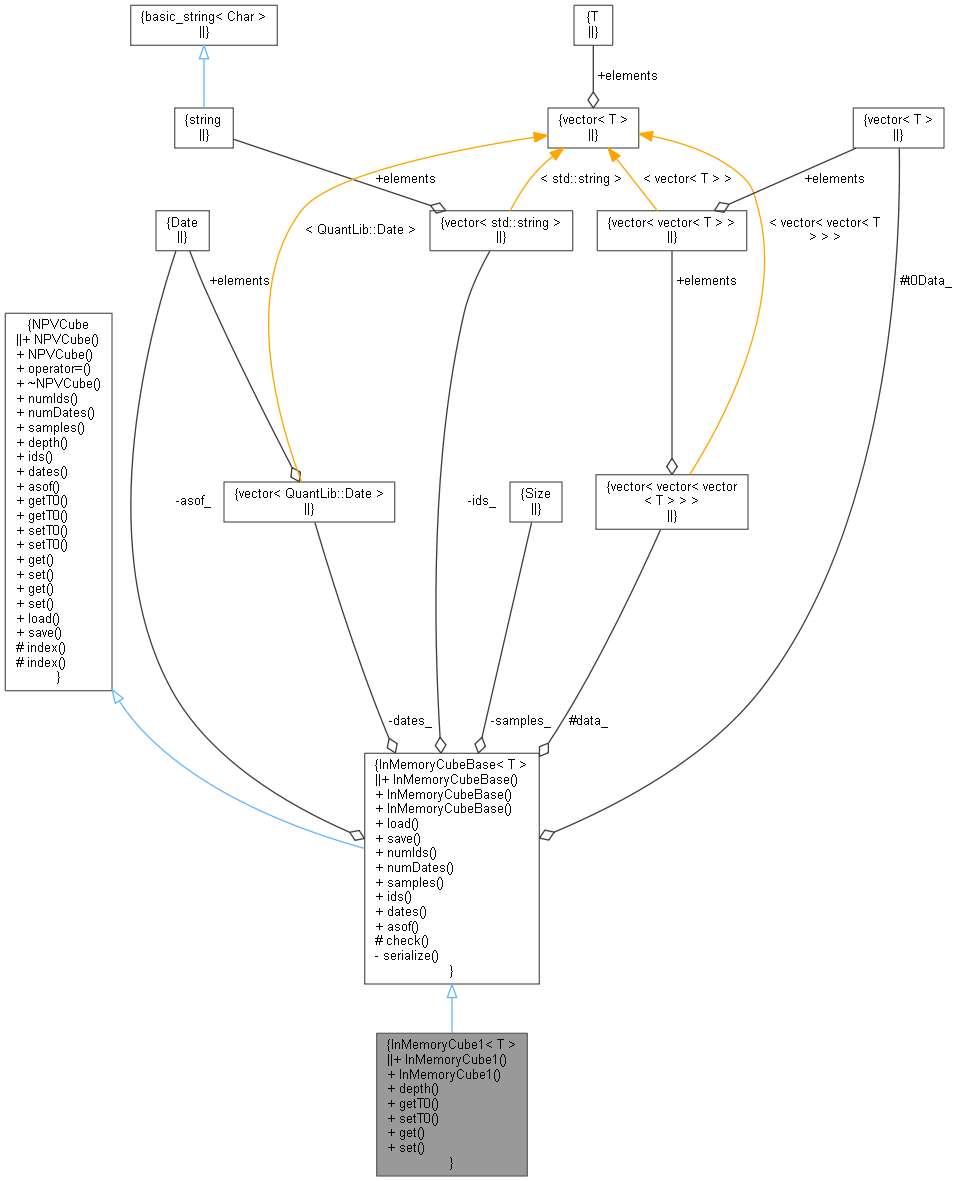 {basic_string< Char >
||}
{T
||}
+elements
{string
||}
{vector< T >
||}
{vector< T >
||}
+elements
< std::string >
< vector< T > >
+elements
{Date
||}
< QuantLib::Date >
{vector< std::string >
||}
{vector< vector< T > >
||}
< vector< vector< T
> > >
+elements
+elements
#t0Data_
{NPVCube
||+ NPVCube()
+ NPVCube()
+ operator=()
+ ~NPVCube()
+ numIds()
+ numDates()
+ samples()
+ depth()
+ ids()
+ dates()
+ asof()
+ getT0()
+ getT0()
+ setT0()
+ setT0()
+ get()
+ set()
+ get()
+ set()
+ load()
+ save()
# index()
# index()
}
-asof_
{vector< QuantLib::Date >
||}
-ids_
{Size
||}
{vector< vector< vector
< T > > >
||}
-dates_
-samples_
#data_
{InMemoryCubeBase< T >
||+ InMemoryCubeBase()
+ InMemoryCubeBase()
+ InMemoryCubeBase()
+ load()
+ save()
+ numIds()
+ numDates()
+ samples()
+ ids()
+ dates()
+ asof()
# check()
- serialize()
}
{InMemoryCube1< T >
||+ InMemoryCube1()
+ InMemoryCube1()
+ depth()
+ getT0()
+ setT0()
+ get()
+ set()
}